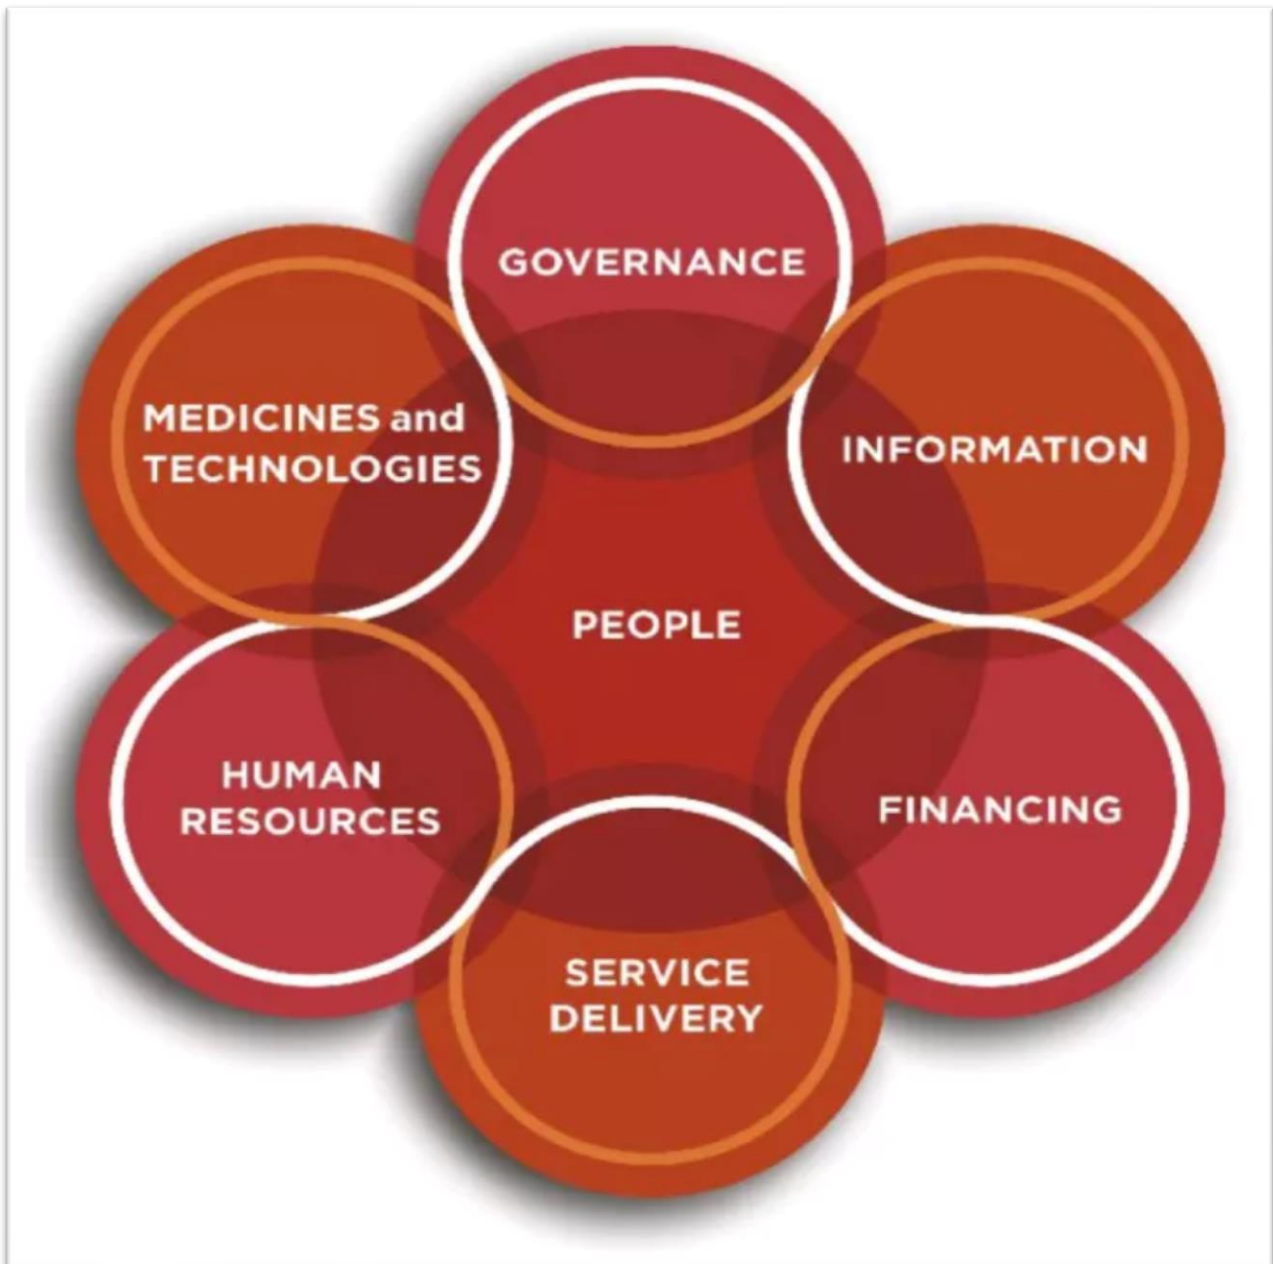 GOVERNANCE
MEDICINES and
TECHNOLOGIES
INFORMATION
PEOPLE
HUMAN
RESOURCES
FINANCING
SERVICE
DELIVERY